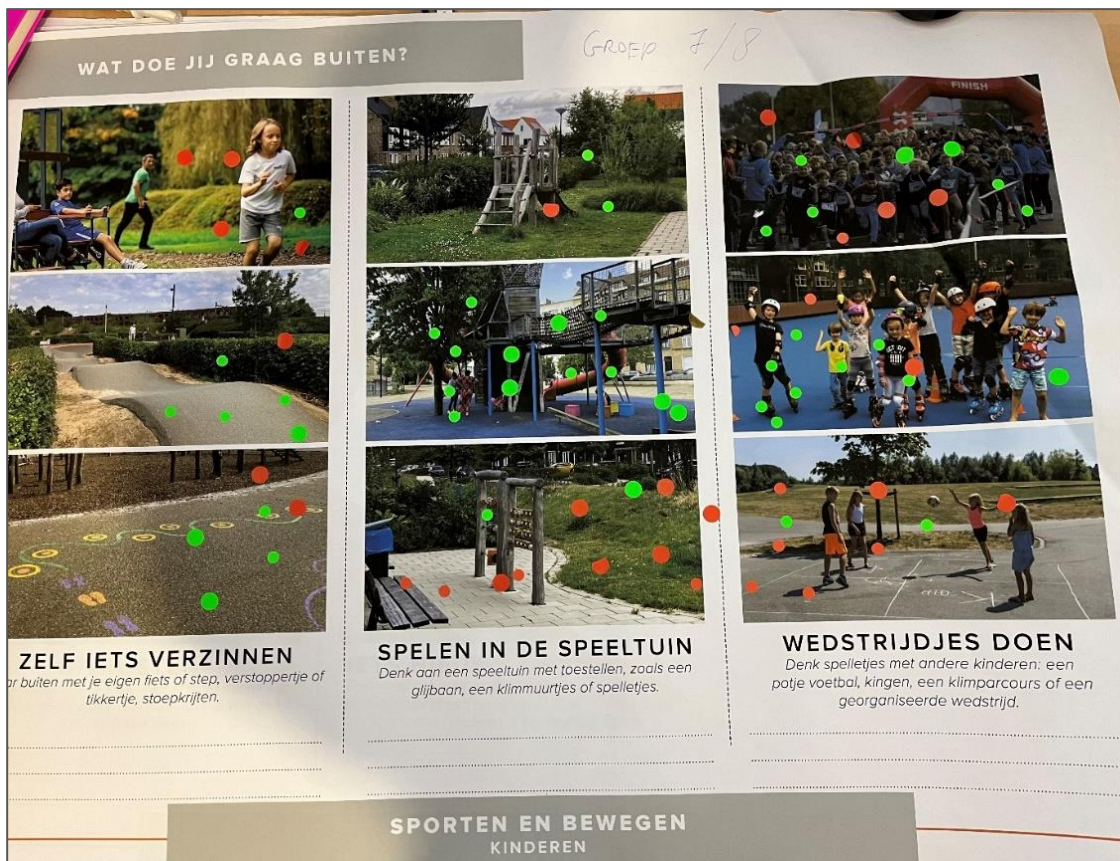 WAT DOE JIJ GRAAG BUITEN?
GROEP 7/8
FINISH
ZELF IETS VERZINNEN
ar buiten met je eigen fiets of step, verstoppertje of
tikkertje, stoepkrijten.
SPELEN IN DE SPEELTUIN
Denk aan een speeltuin met toestellen, zoals een
glijbaan, een klimmuurtjes of spelletjes.
WEDSTRIJDJES DOEN
Denk spelletjes met andere kinderen: een
potje voetbal, kingen, een klimparcours of een
georganiseerde wedstrijd.
SPORTEN EN BEWEGEN
KINDEREN